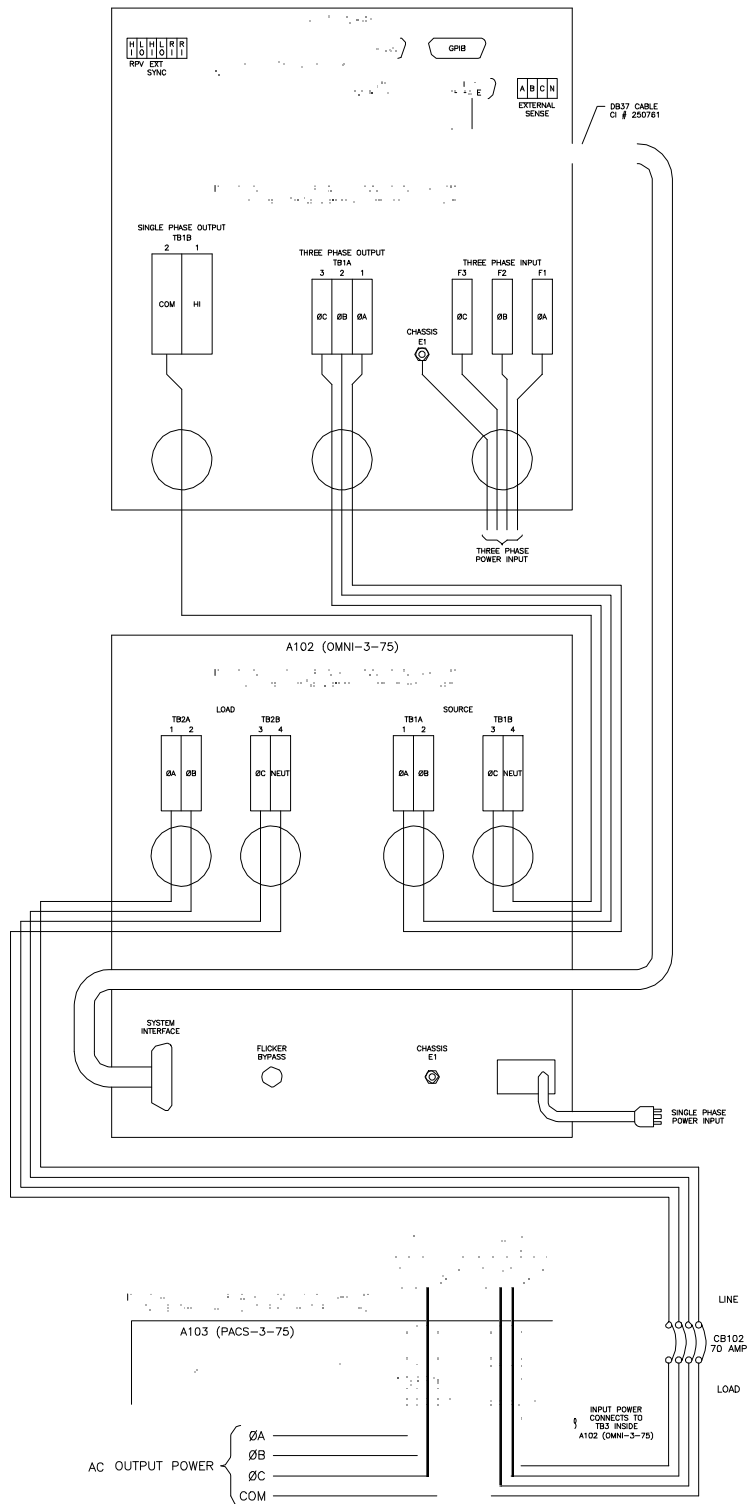 H L H L R R
I O I O I I
RPV EXT
SYNC
GPIB
E
A B C N
EXTERNAL
SENSE
DB37 CABLE
CI # 250761
SINGLE PHASE OUTPUT
TB1B
2 1
COM HI
THREE PHASE OUTPUT
TB1A
3 2 1
ØC ØB ØA
THREE PHASE INPUT
F3 F2 F1
ØC ØB ØA
CHASSIS
E1
THREE PHASE
POWER INPUT
A102 (OMNI-3-75)
LOAD
SOURCE
TB2A
1 2
ØA ØB
TB2B
3 4
ØC NEUT
TB1A
1 2
ØA ØB
TB1B
3 4
ØC NEUT
SYSTEM
INTERFACE
FLICKER
BYPASS
CHASSIS
E1
SINGLE PHASE
POWER INPUT
LINE
CB102
70 AMP
LOAD
A103 (PACS-3-75)
INPUT POWER
CONNECTS TO
TB3 INSIDE
A102 (OMNI-3-75)
AC OUTPUT POWER
ØA
ØB
ØC
COM